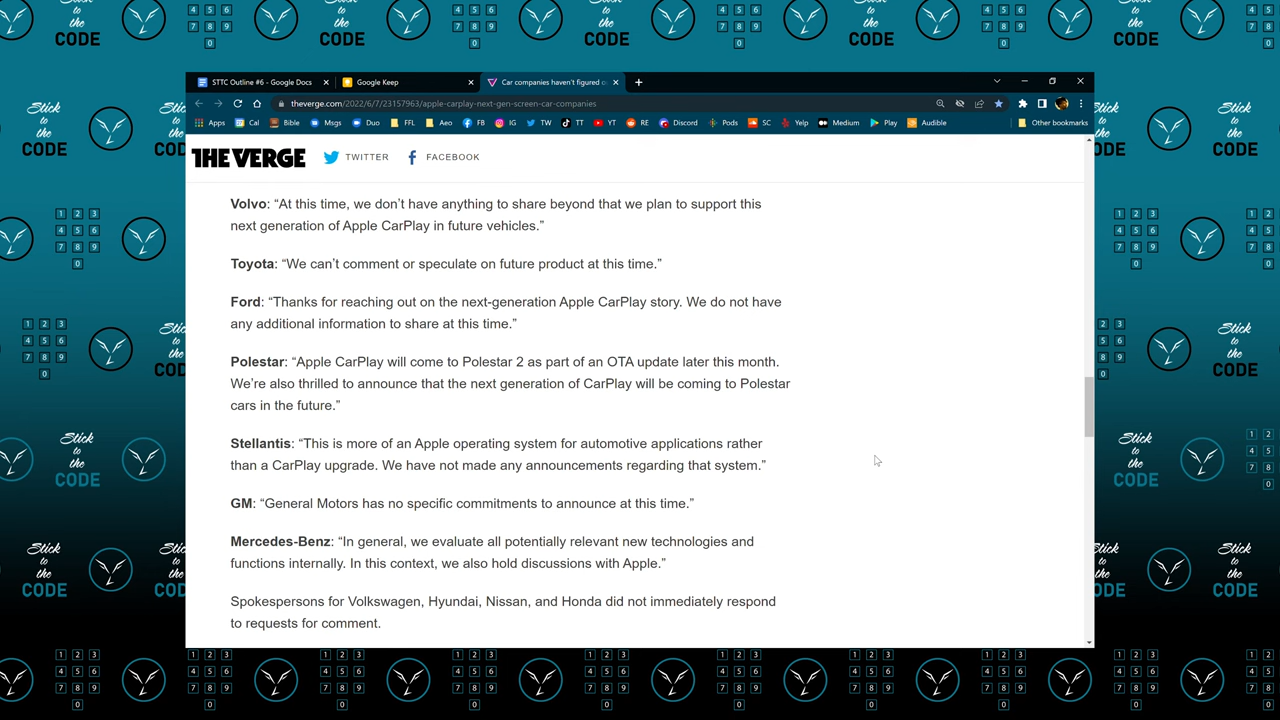 STTC Outline #6 - Google Docs
Google Keep
Car companies haven't figured o
theverge.com/2022/6/7/23157963/apple-carplay-next-gen-screen-car-companies
Apps Cal Bible Msgs Duo FFL Aeo FB IG TW TT YT RE Discord Pods SC Yelp Medium Play Audible Other bookmarks
THE VERGE TWITTER FACEBOOK
Volvo: “At this time, we don’t have anything to share beyond that we plan to support this
next generation of Apple CarPlay in future vehicles.”
Toyota: “We can’t comment or speculate on future product at this time.”
Ford: “Thanks for reaching out on the next-generation Apple CarPlay story. We do not have
any additional information to share at this time.”
Polestar: “Apple CarPlay will come to Polestar 2 as part of an OTA update later this month.
We’re also thrilled to announce that the next generation of CarPlay will be coming to Polestar
cars in the future.”
Stellantis: “This is more of an Apple operating system for automotive applications rather
than a CarPlay upgrade. We have not made any announcements regarding that system.”
GM: “General Motors has no specific commitments to announce at this time.”
Mercedes-Benz: “In general, we evaluate all potentially relevant new technologies and
functions internally. In this context, we also hold discussions with Apple.”
Spokespersons for Volkswagen, Hyundai, Nissan, and Honda did not immediately respond
to requests for comment.
Stick
to
the
CODE
1 2 3
4 5 6
7 8 9
0